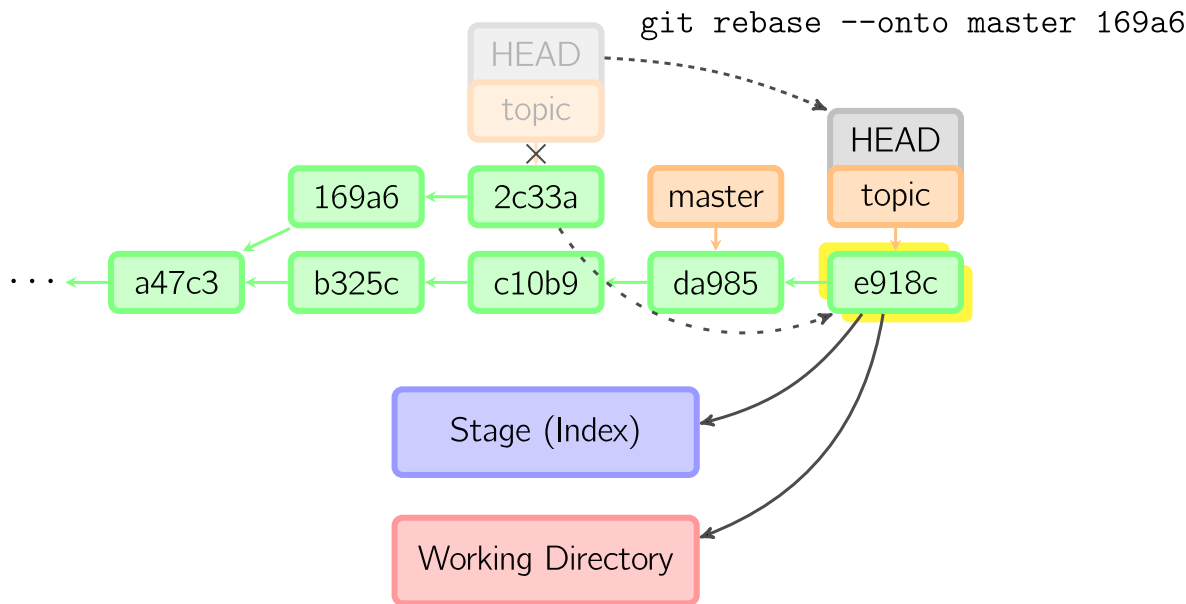 git rebase --onto master 169a6
HEAD
topic
HEAD
169a6
2c33a
master
topic
...
a47c3
b325c
c10b9
da985
e918c
Stage (Index)
Working Directory